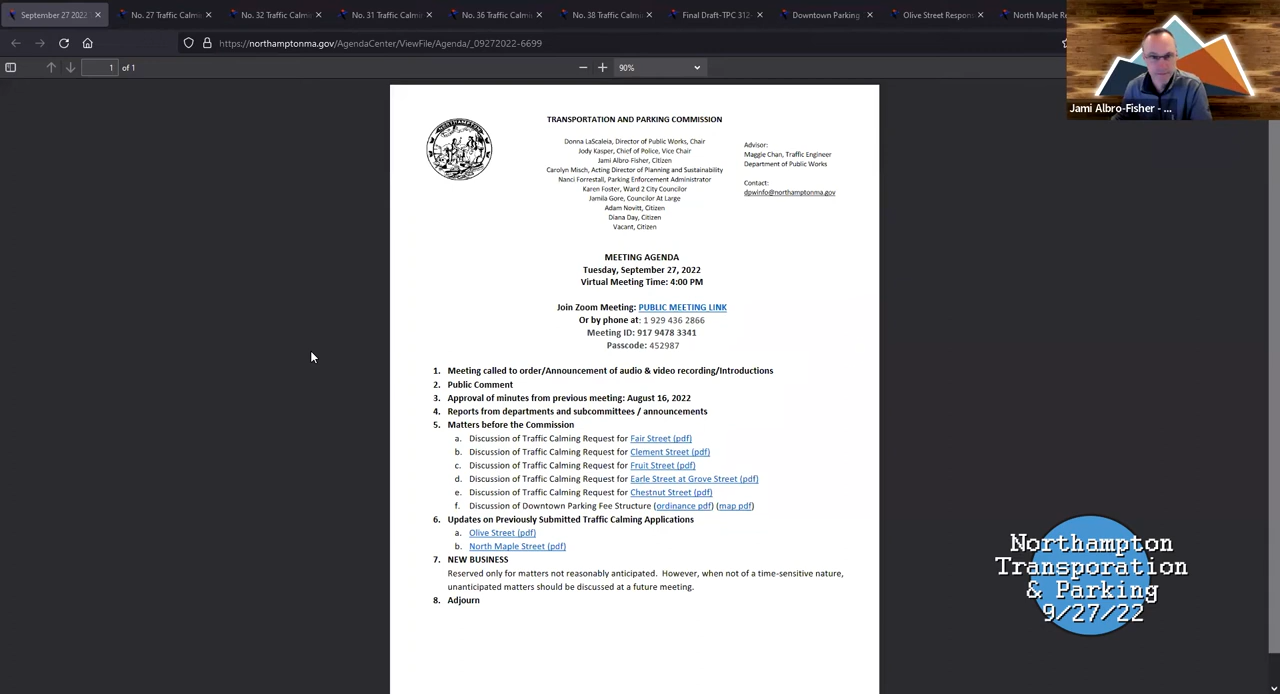 September 27 2022
No. 27 Traffic Calmi
No. 32 Traffic Calmi
No. 31 Traffic Calmi
No. 36 Traffic Calmi
No. 38 Traffic Calmi
Final Draft-TPC 312-
Downtown Parking
Olive Street Respon
North Maple Re
https://northamptonma.gov/AgendaCenter/ViewFile/Agenda/_09272022-6699
1 of 1
90%
Jami Albro-Fisher - ...
NORTHAMPTON
TRANSPORTATION AND PARKING COMMISSION
Donna LaScaleia, Director of Public Works, Chair
Jody Kasper, Chief of Police, Vice Chair
Jami Albro Fisher, Citizen
Carolyn Misch, Acting Director of Planning and Sustainability
Nanci Forrestall, Parking Enforcement Administrator
Karen Foster, Ward 2 City Councilor
Jamila Gore, Councilor At Large
Adam Novitt, Citizen
Diana Day, Citizen
Vacant, Citizen
Advisor:
Maggie Chan, Traffic Engineer
Department of Public Works
Contact:
dpwinfo@northamptonma.gov
MEETING AGENDA
Tuesday, September 27, 2022
Virtual Meeting Time: 4:00 PM
Join Zoom Meeting: PUBLIC MEETING LINK
Or by phone at: 1 929 436 2866
Meeting ID: 917 9478 3341
Passcode: 452987
1. Meeting called to order/Announcement of audio & video recording/Introductions
2. Public Comment
3. Approval of minutes from previous meeting: August 16, 2022
4. Reports from departments and subcommittees / announcements
5. Matters before the Commission
a. Discussion of Traffic Calming Request for Fair Street (pdf)
b. Discussion of Traffic Calming Request for Clement Street (pdf)
c. Discussion of Traffic Calming Request for Fruit Street (pdf)
d. Discussion of Traffic Calming Request for Earle Street at Grove Street (pdf)
e. Discussion of Traffic Calming Request for Chestnut Street (pdf)
f. Discussion of Downtown Parking Fee Structure (ordinance pdf) (map pdf)
6. Updates on Previously Submitted Traffic Calming Applications
a. Olive Street (pdf)
b. North Maple Street (pdf)
7. NEW BUSINESS
Reserved only for matters not reasonably anticipated. However, when not of a time-sensitive nature,
unanticipated matters should be discussed at a future meeting.
8. Adjourn
Northampton
Transporation
& Parking
9/27/22